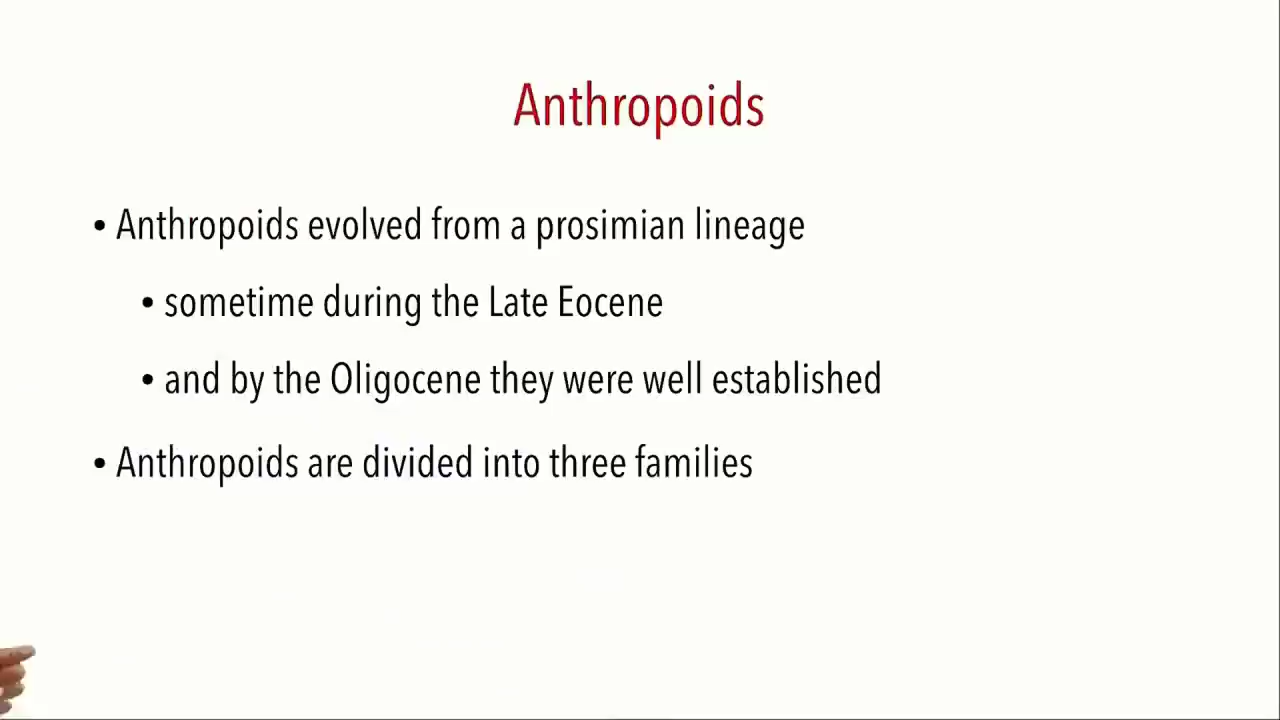 Anthropoids
• Anthropoids evolved from a prosimian lineage
• sometime during the Late Eocene
• and by the Oligocene they were well established
• Anthropoids are divided into three families